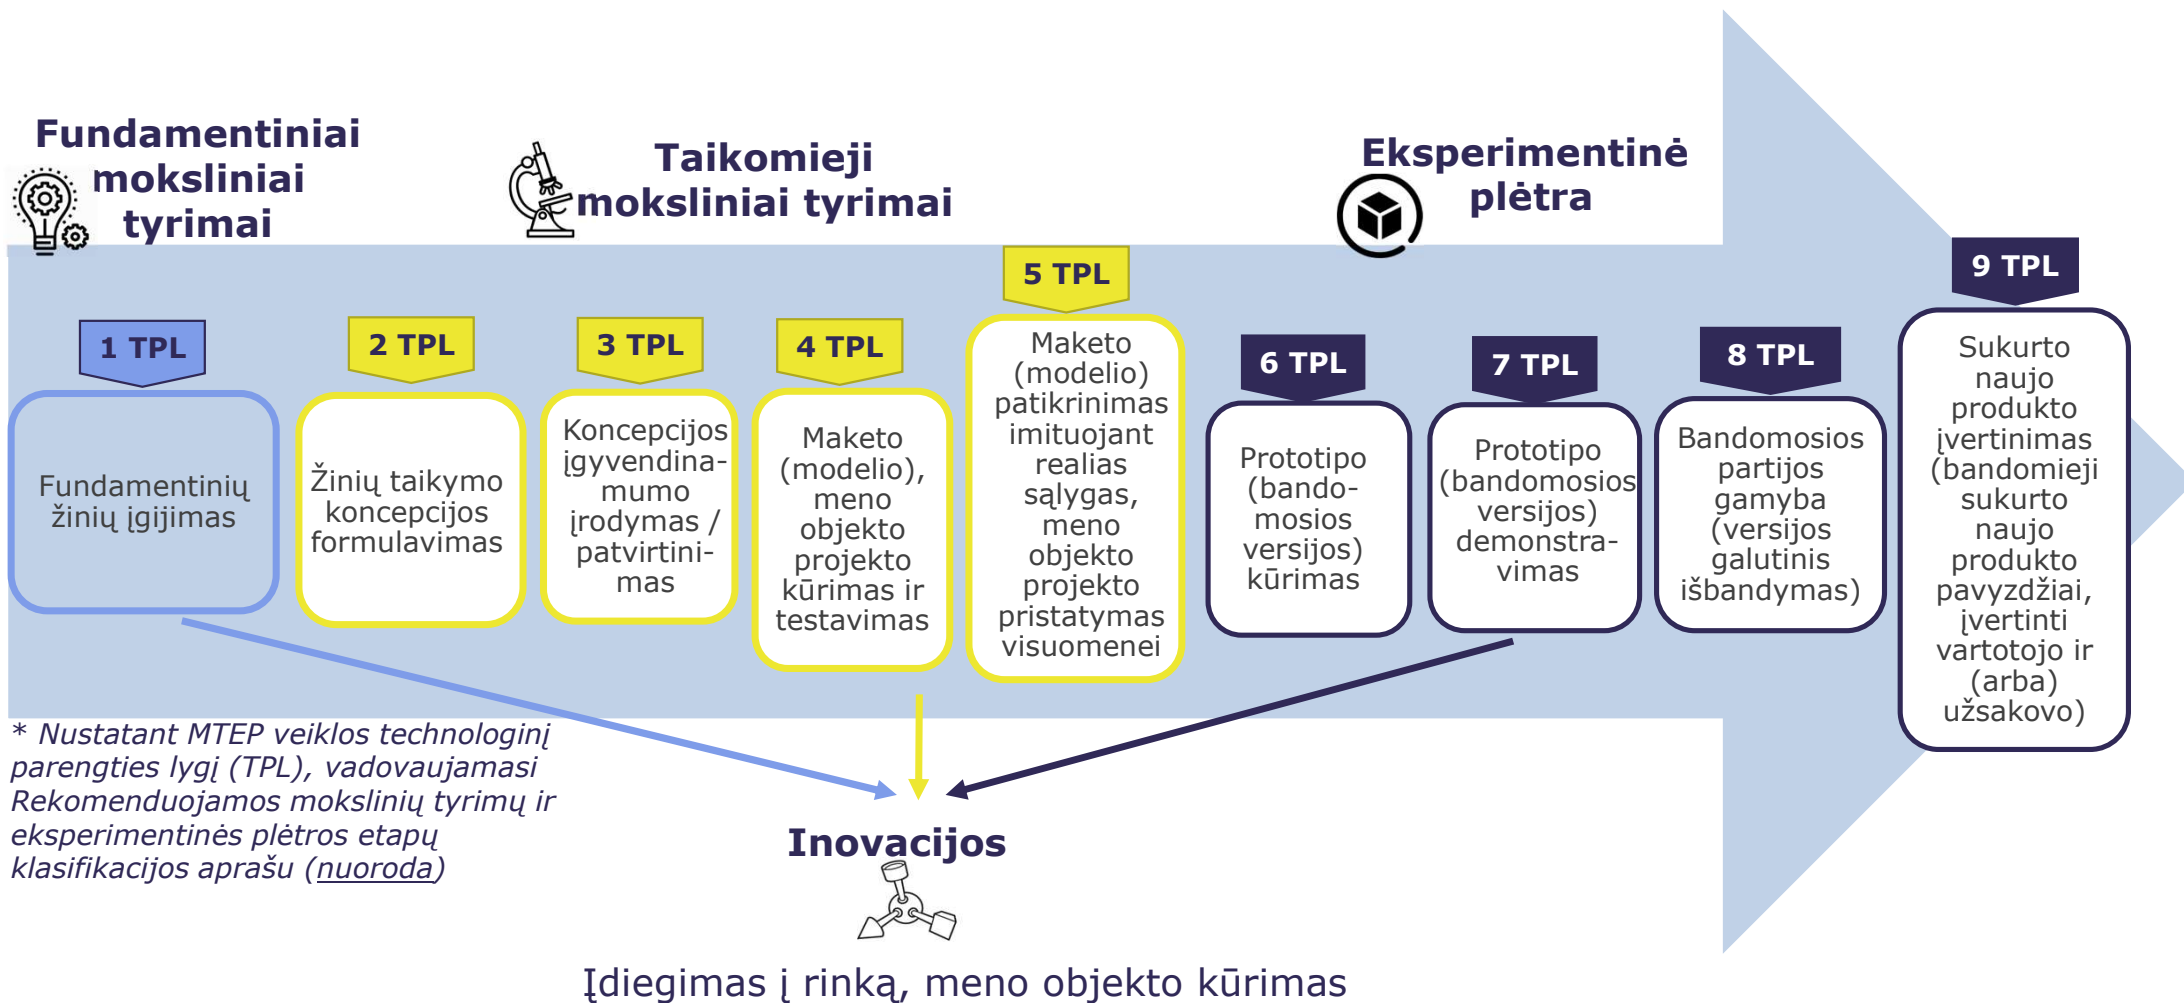 Fundamentiniai
moksliniai
tyrimai
Taikomieji
moksliniai tyrimai
Eksperimentinė
plėtra
1 TPL
Fundamentinių
žinių įgijimas
2 TPL
Žinių taikymo
koncepcijos
formulavimas
3 TPL
Koncepcijos
įgyvendina-
mumo
įrodymas /
patvirtini-
mas
4 TPL
Maketo
(modelio),
meno
objekto
projekto
kūrimas ir
testavimas
5 TPL
Maketo
(modelio)
patikrinimas
imituojant
realias
sąlygas,
meno
objekto
projekto
pristatymas
visuomenei
6 TPL
Prototipo
(bando-
mosios
versijos)
kūrimas
7 TPL
Prototipo
(bandomosios
versijos)
demonstra-
vimas
8 TPL
Bandomosios
partijos
gamyba
(versijos
galutinis
išbandymas)
9 TPL
Sukurto
naujo
produkto
įvertinimas
(bandomieji
sukurto
naujo
produkto
pavyzdžiai,
įvertinti
vartotojo ir
(arba)
užsakovo)
* Nustatant MTEP veiklos technologinį
parengties lygį (TPL), vadovaujamasi
Rekomenduojamos mokslinių tyrimų ir
eksperimentinės plėtros etapų
klasifikacijos aprašu (nuoroda)
Inovacijos
Įdiegimas į rinką, meno objekto kūrimas